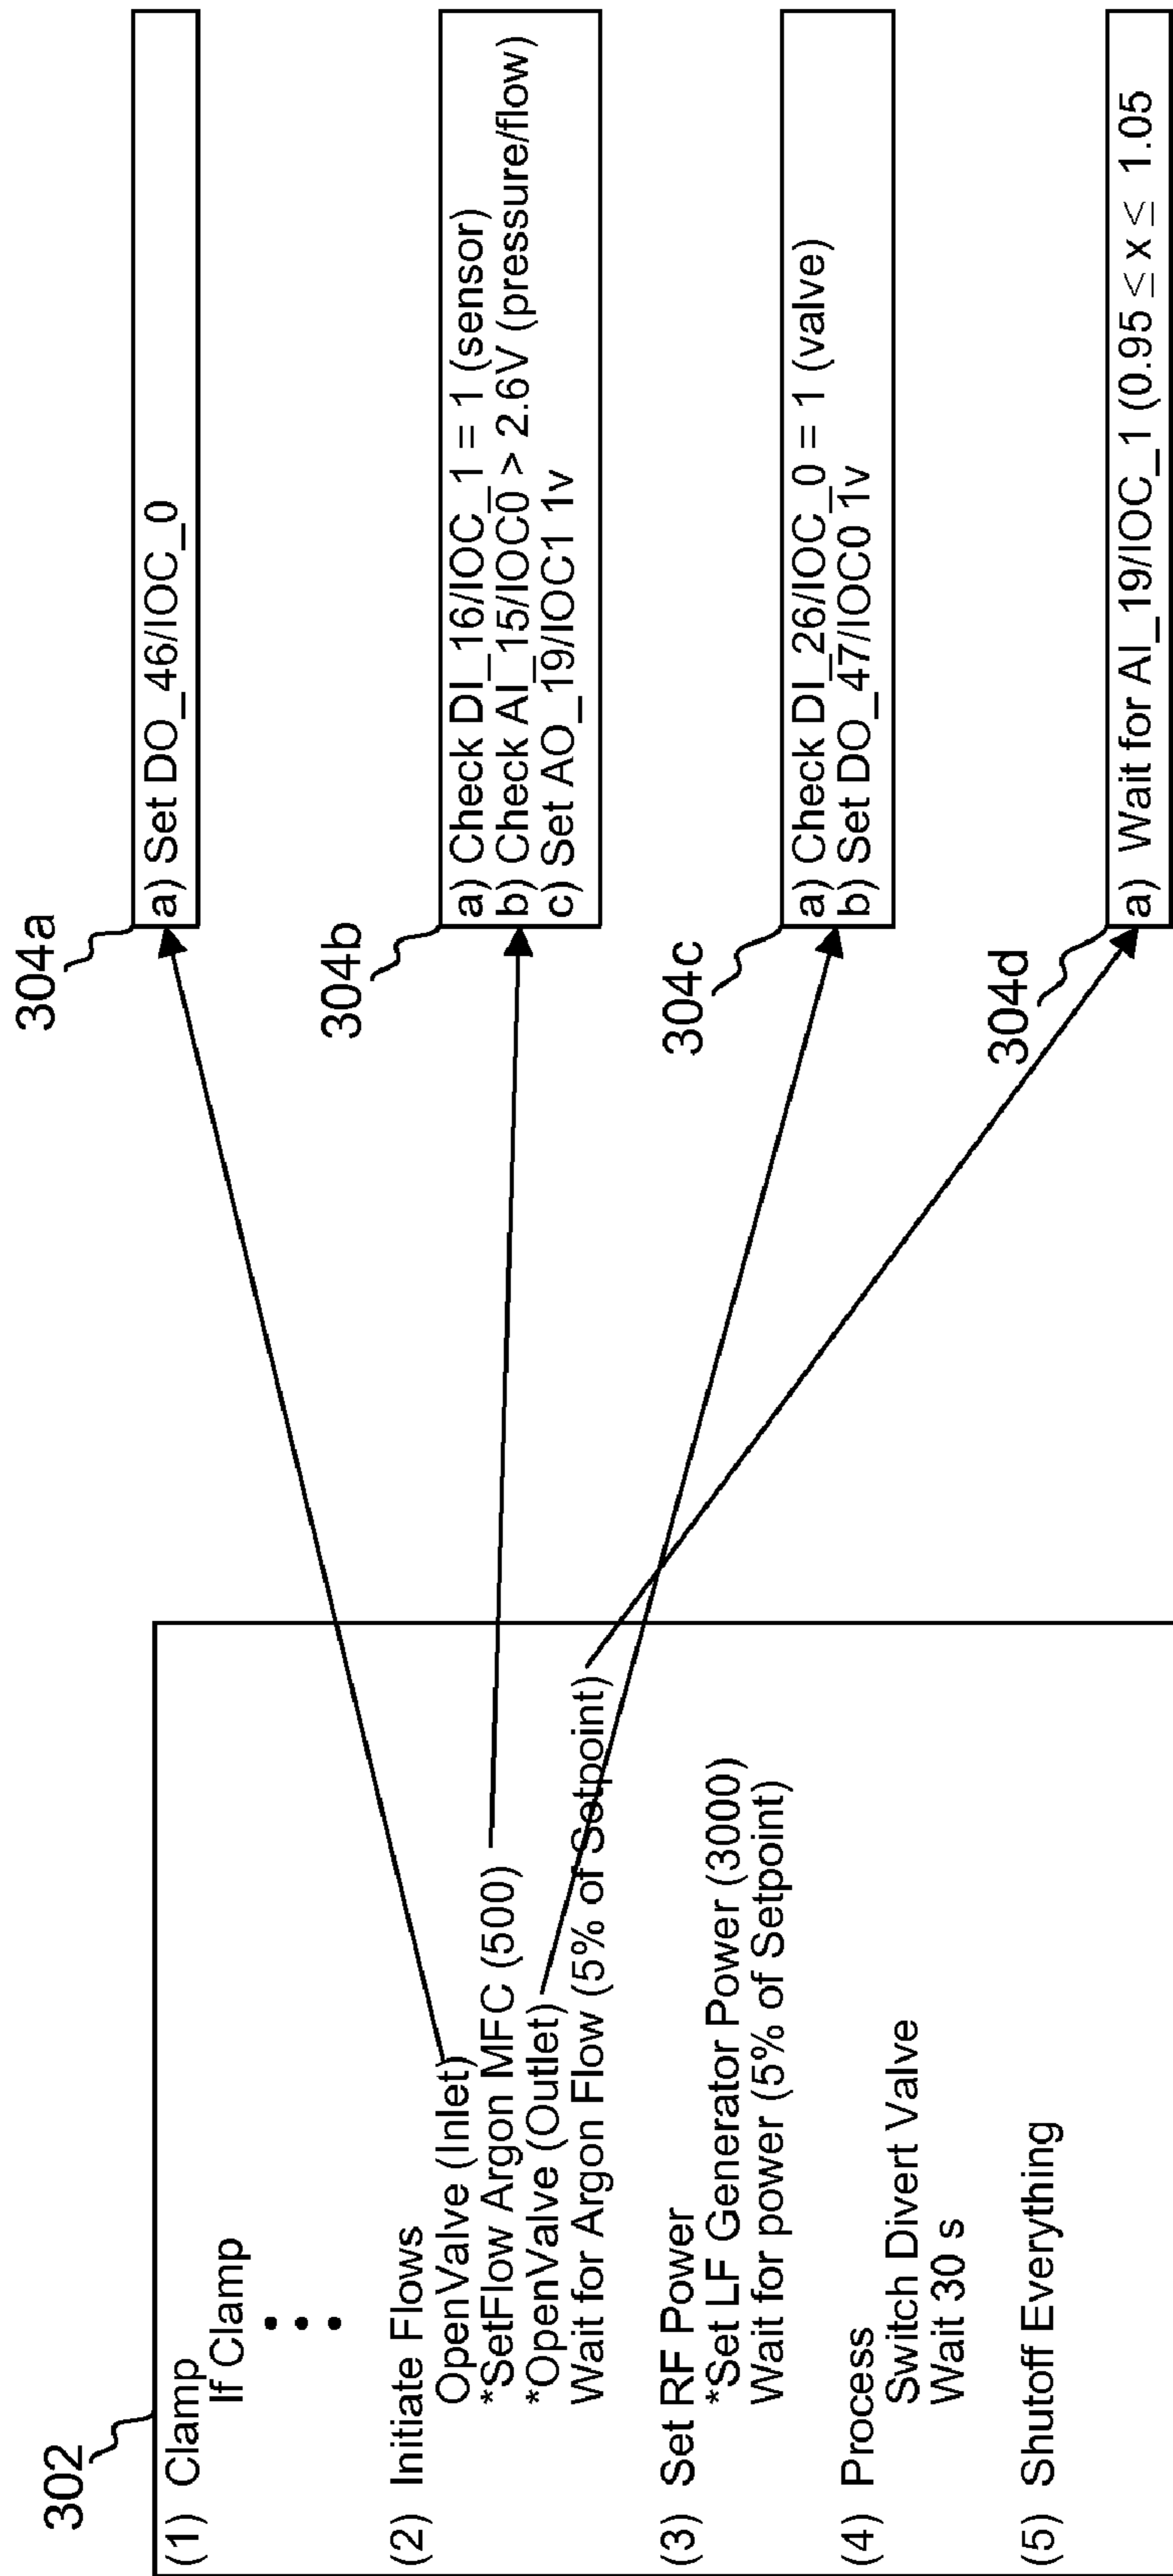 302
(1) Clamp
If Clamp
(2) Initiate Flows
OpenValve (Inlet)
*SetFlow Argon MFC (500)
*OpenValve (Outlet)
Wait for Argon Flow (5% of Setpoint)
(3) Set RF Power
*Set LF Generator Power (3000)
Wait for power (5% of Setpoint)
(4) Process
Switch Divert Valve
Wait 30 s
(5) Shutoff Everything
304a
a) Set DO_46/IOC_0
304b
a) Check DI_16/IOC_1 = 1 (sensor)
b) Check AI_15/IOC0 > 2.6V (pressure/flow)
c) Set AO_19/IOC1 1v
304c
a) Check DI_26/IOC_0 = 1 (valve)
b) Set DO_47/IOC0 1v
304d
a) Wait for AI_19/IOC_1 (0.95 ≤ x ≤ 1.05